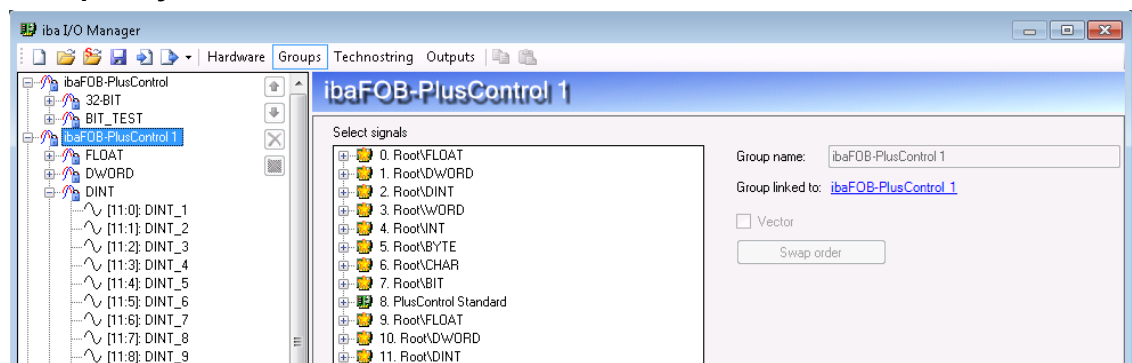 iba I/O Manager
Hardware Groups Technostring Outputs
ibaFOB-PlusControl
32-BIT
BIT_TEST
ibaFOB-PlusControl 1
FLOAT
DWORD
DINT
[11:0]: DINT_1
[11:1]: DINT_2
[11:2]: DINT_3
[11:3]: DINT_4
[11:4]: DINT_5
[11:5]: DINT_6
[11:6]: DINT_7
[11:7]: DINT_8
[11:8]: DINT_9
ibaFOB-PlusControl 1
Select signals
0. Root\FLOAT
1. Root\DWORD
2. Root\DINT
3. Root\WORD
4. Root\INT
5. Root\BYTE
6. Root\CHAR
7. Root\BIT
8. PlusControl Standard
9. Root\FLOAT
10. Root\DWORD
11. Root\DINT
Group name: ibaFOB-PlusControl 1
Group linked to: ibaFOB-PlusControl 1
Vector
Swap order